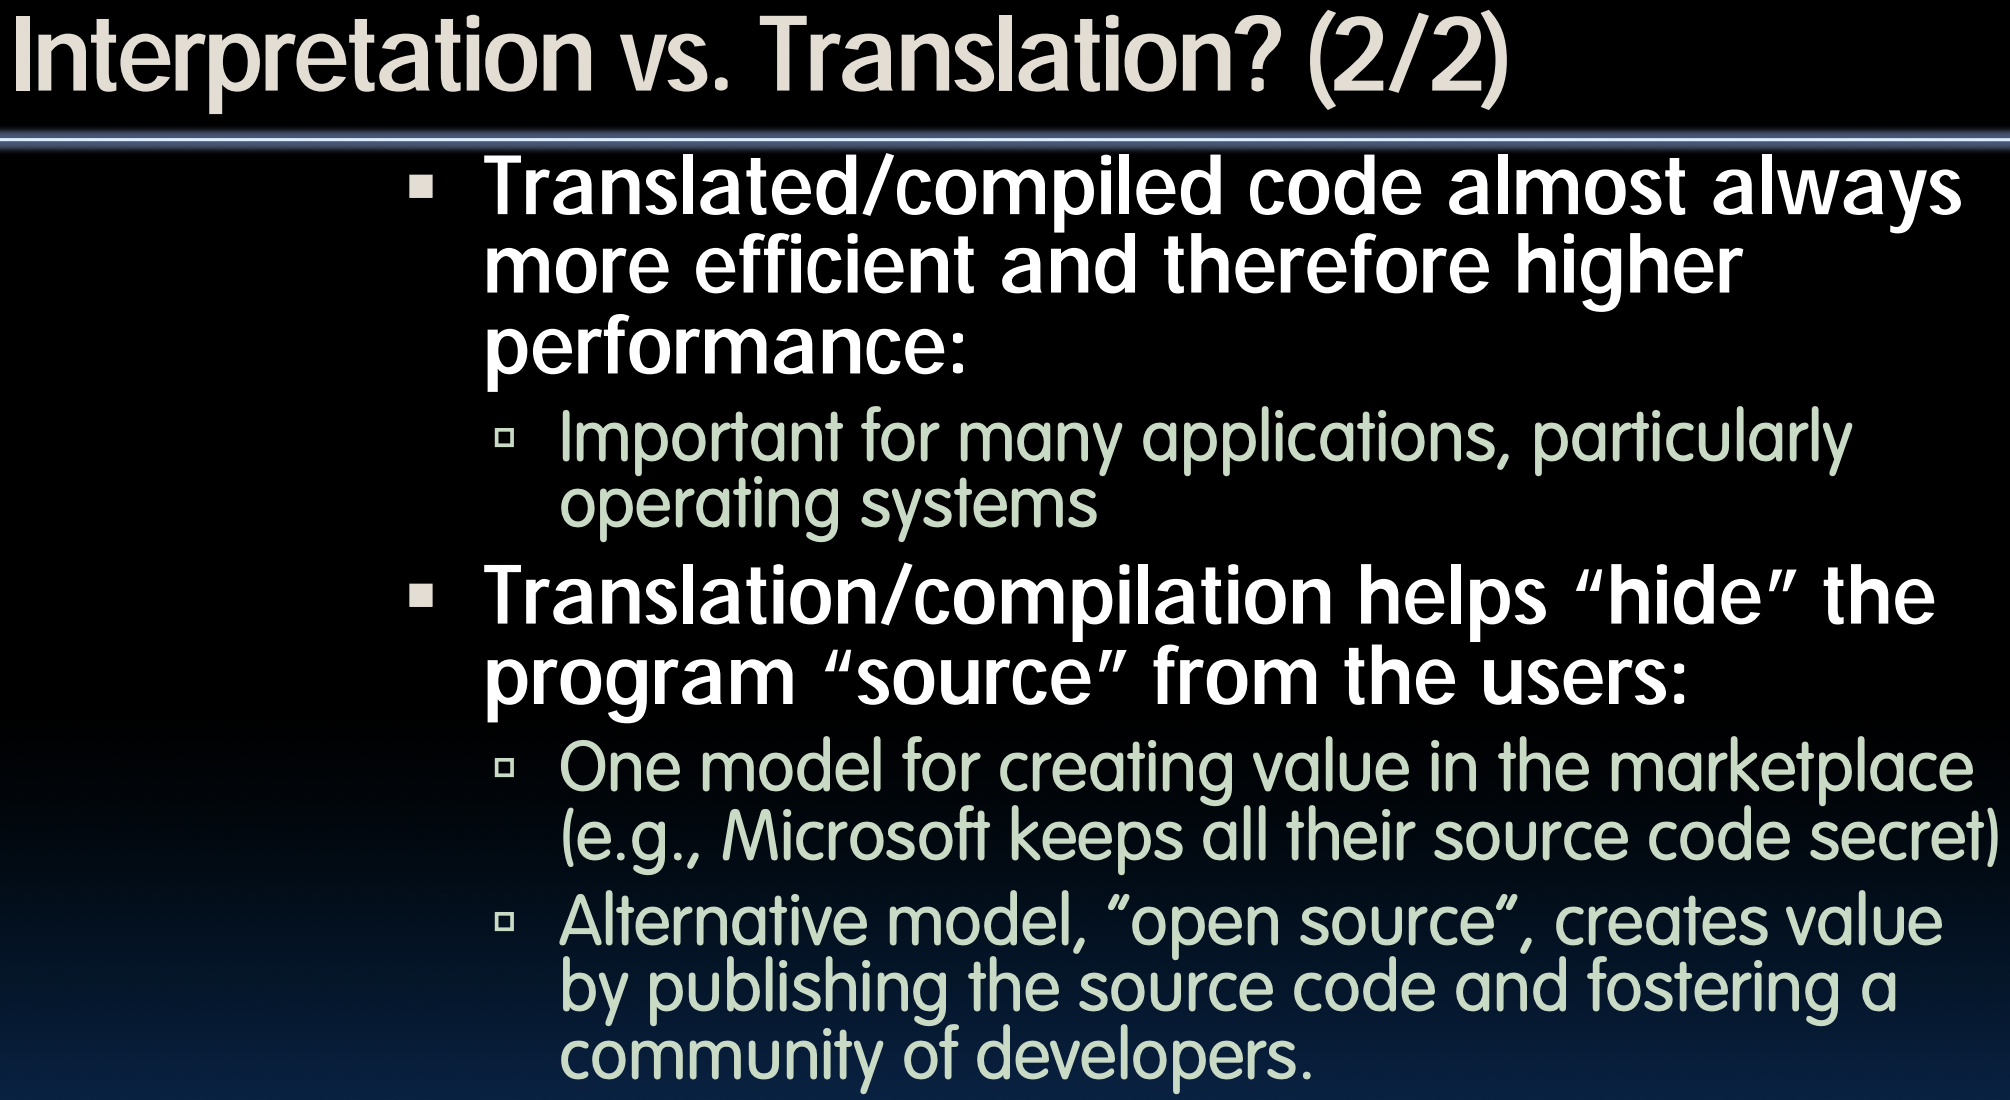 Interpretation vs. Translation? (2/2)
▪ Translated/compiled code almost always
more efficient and therefore higher
performance:
▫ Important for many applications, particularly
operating systems
▪ Translation/compilation helps “hide” the
program “source” from the users:
▫ One model for creating value in the marketplace
(e.g., Microsoft keeps all their source code secret)
▫ Alternative model, “open source”, creates value
by publishing the source code and fostering a
community of developers.